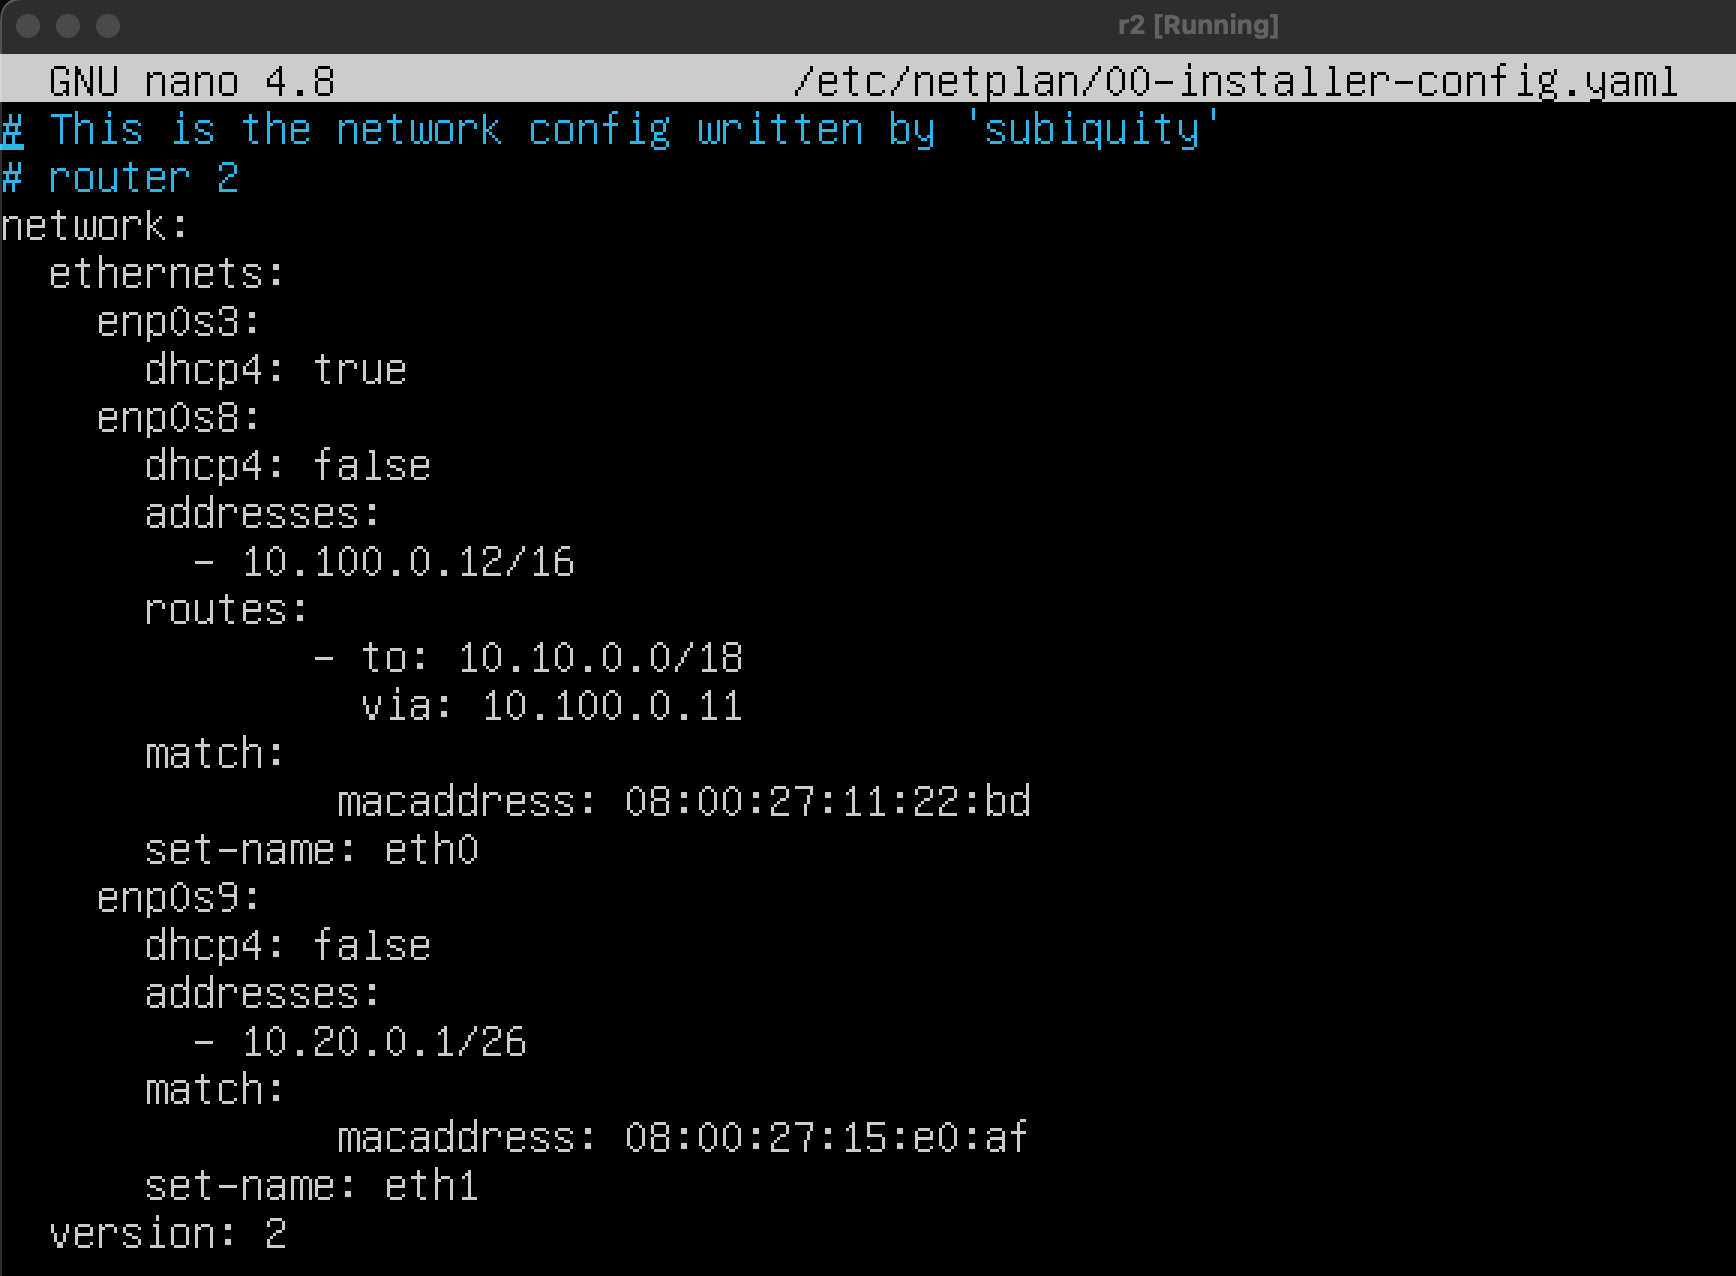 r2 [Running]
GNU nano 4.8 /etc/netplan/00-installer-config.yaml
# This is the network config written by 'subiquity'
# router 2
network:
  ethernets:
    enp0s3:
      dhcp4: true
    enp0s8:
      dhcp4: false
      addresses:
        - 10.100.0.12/16
      routes:
             - to: 10.10.0.0/18
               via: 10.100.0.11
      match:
              macaddress: 08:00:27:11:22:bd
      set-name: eth0
    enp0s9:
      dhcp4: false
      addresses:
        - 10.20.0.1/26
      match:
              macaddress: 08:00:27:15:e0:af
      set-name: eth1
  version: 2